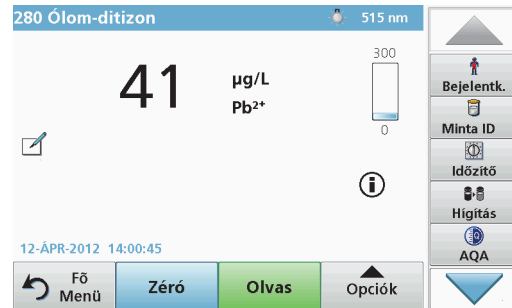 280 Ólom-ditizon 515 nm
300
41 µg/L
Pb²⁺
0
12-ÁPR-2012 14:00:45
Fő Menü
Zéró
Olvas
Opciók
Bejelentk.
Minta ID
Időzítő
Hígítás
AQA